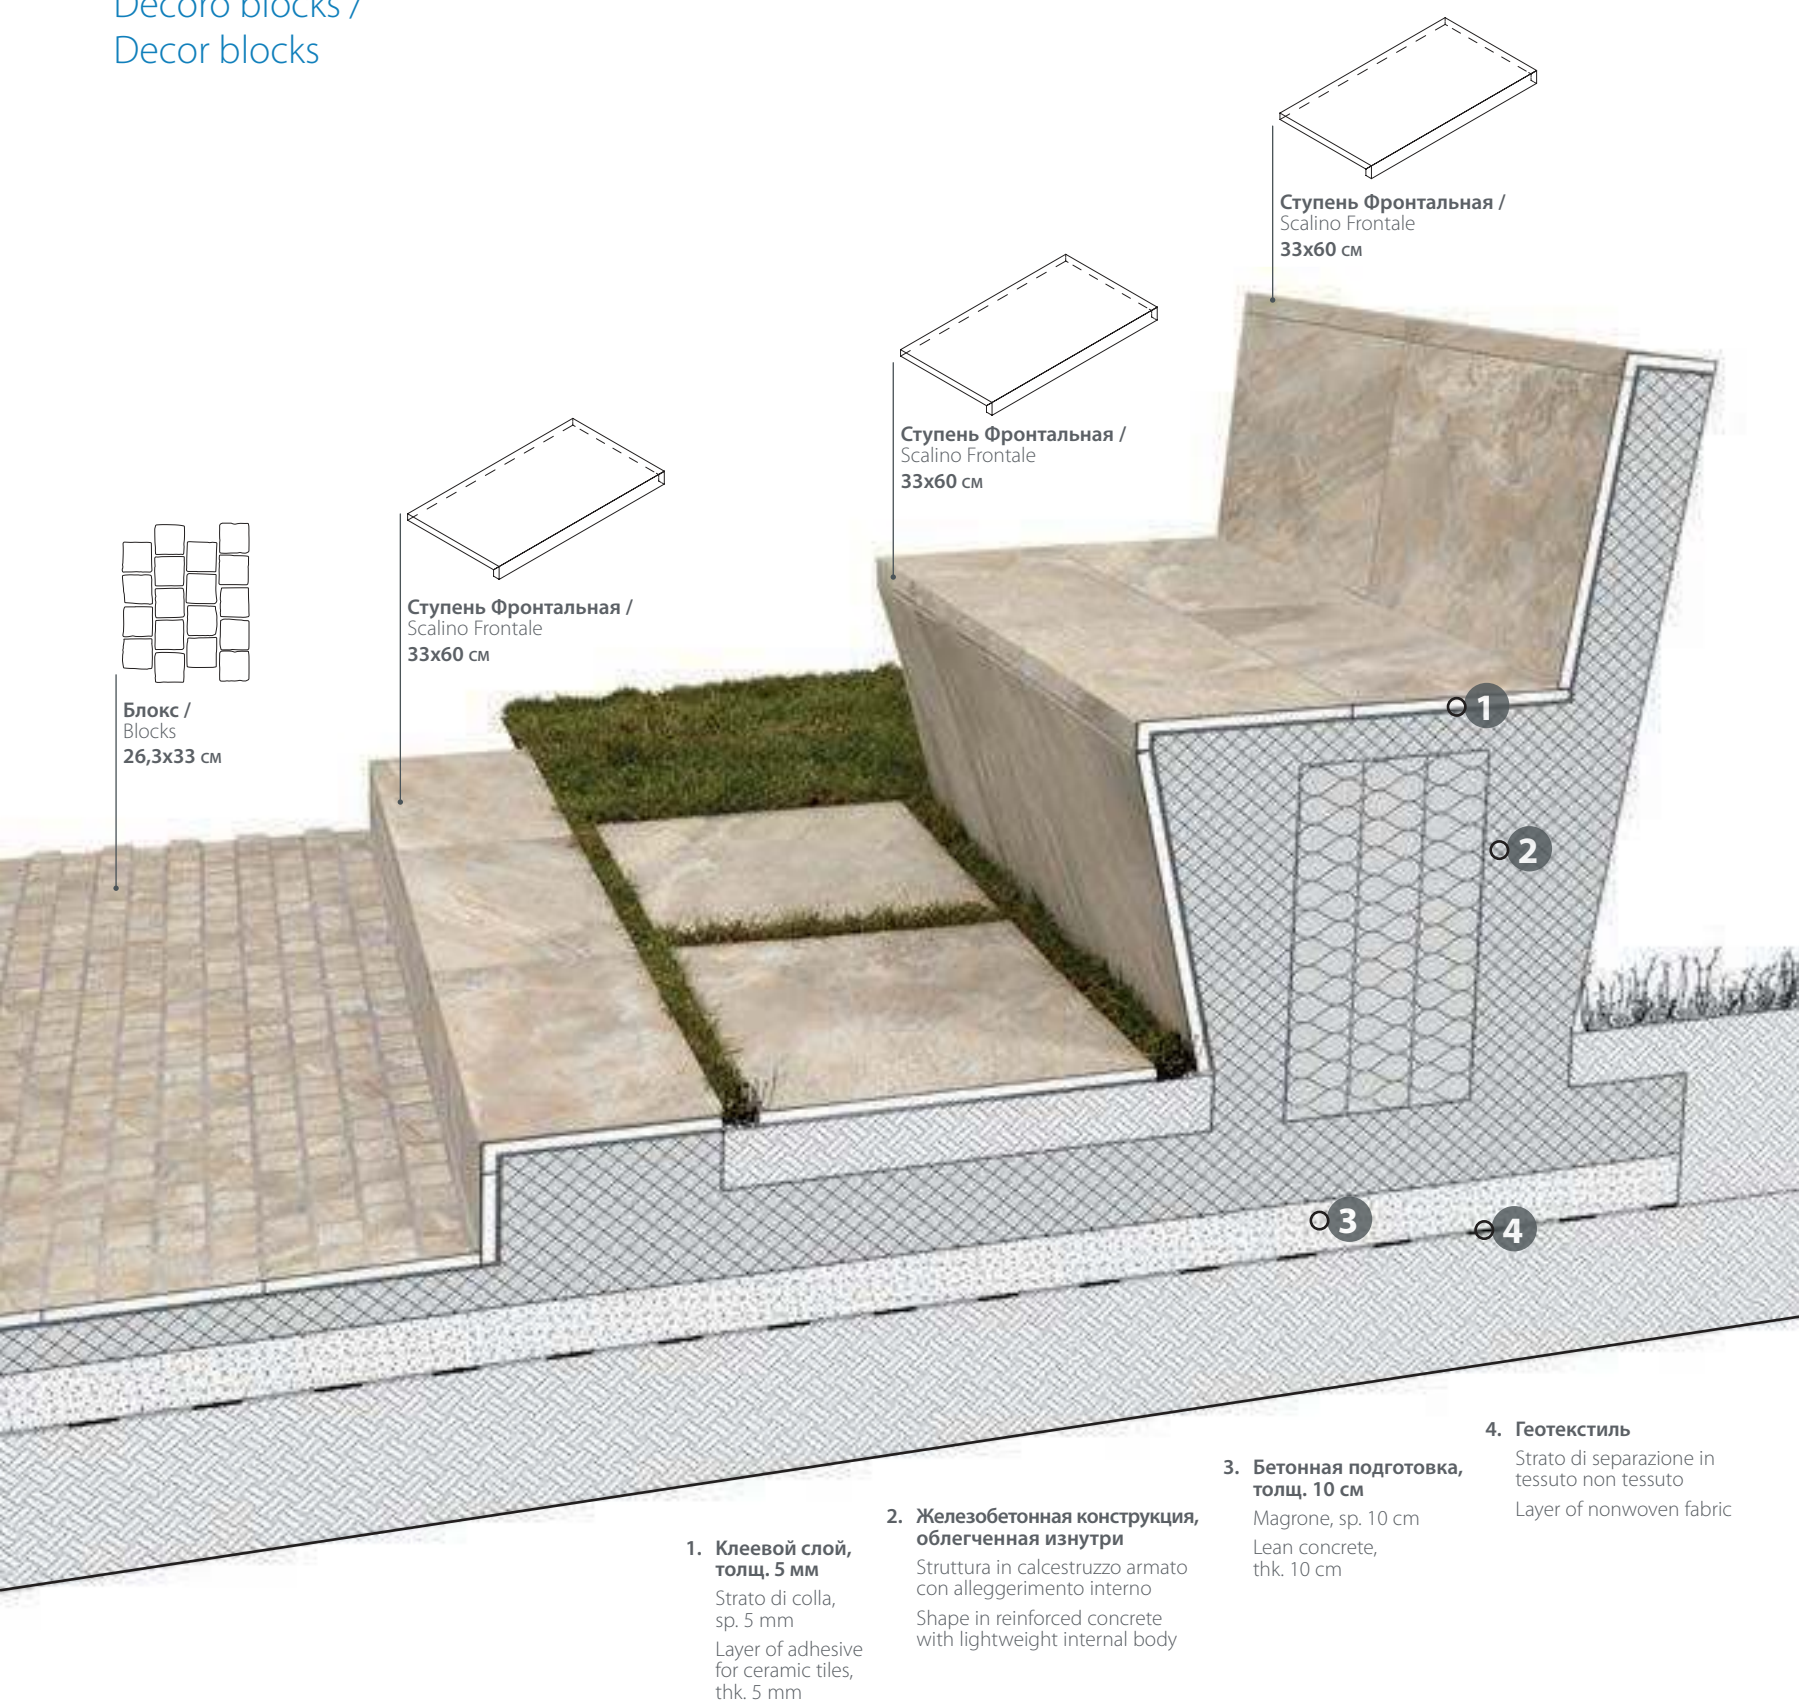 Decoro blocks /
Decor blocks
Ступень Фронтальная /
Scalino Frontale
33x60 см
Ступень Фронтальная /
Scalino Frontale
33x60 см
Ступень Фронтальная /
Scalino Frontale
33x60 см
Блокс /
Blocks
26,3x33 см
1
2
3
4
1. Клеевой слой,
толщ. 5 мм
Strato di colla,
sp. 5 mm
Layer of adhesive
for ceramic tiles,
thk. 5 mm
2. Железобетонная конструкция,
облегченная изнутри
Struttura in calcestruzzo armato
con alleggerimento interno
Shape in reinforced concrete
with lightweight internal body
3. Бетонная подготовка,
толщ. 10 см
Magrone, sp. 10 cm
Lean concrete,
thk. 10 cm
4. Геотекстиль
Strato di separazione in
tessuto non tessuto
Layer of nonwoven fabric